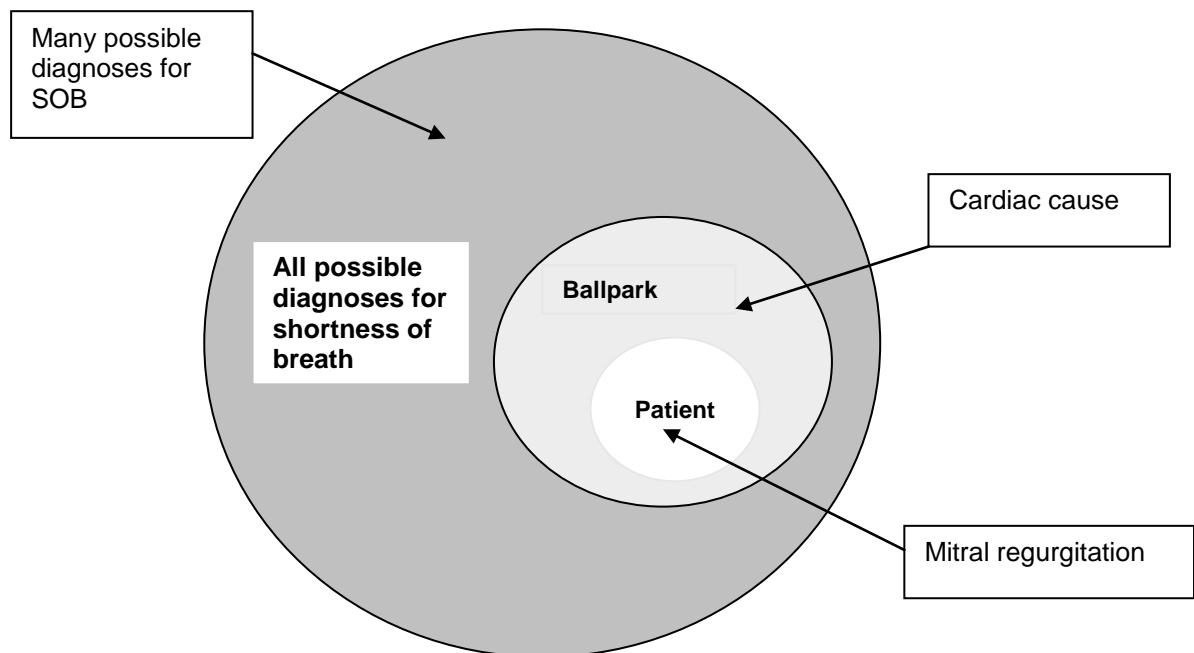 Many possible
diagnoses for
SOB
Cardiac cause
All possible
diagnoses for
shortness of
breath
Ballpark
Patient
Mitral regurgitation